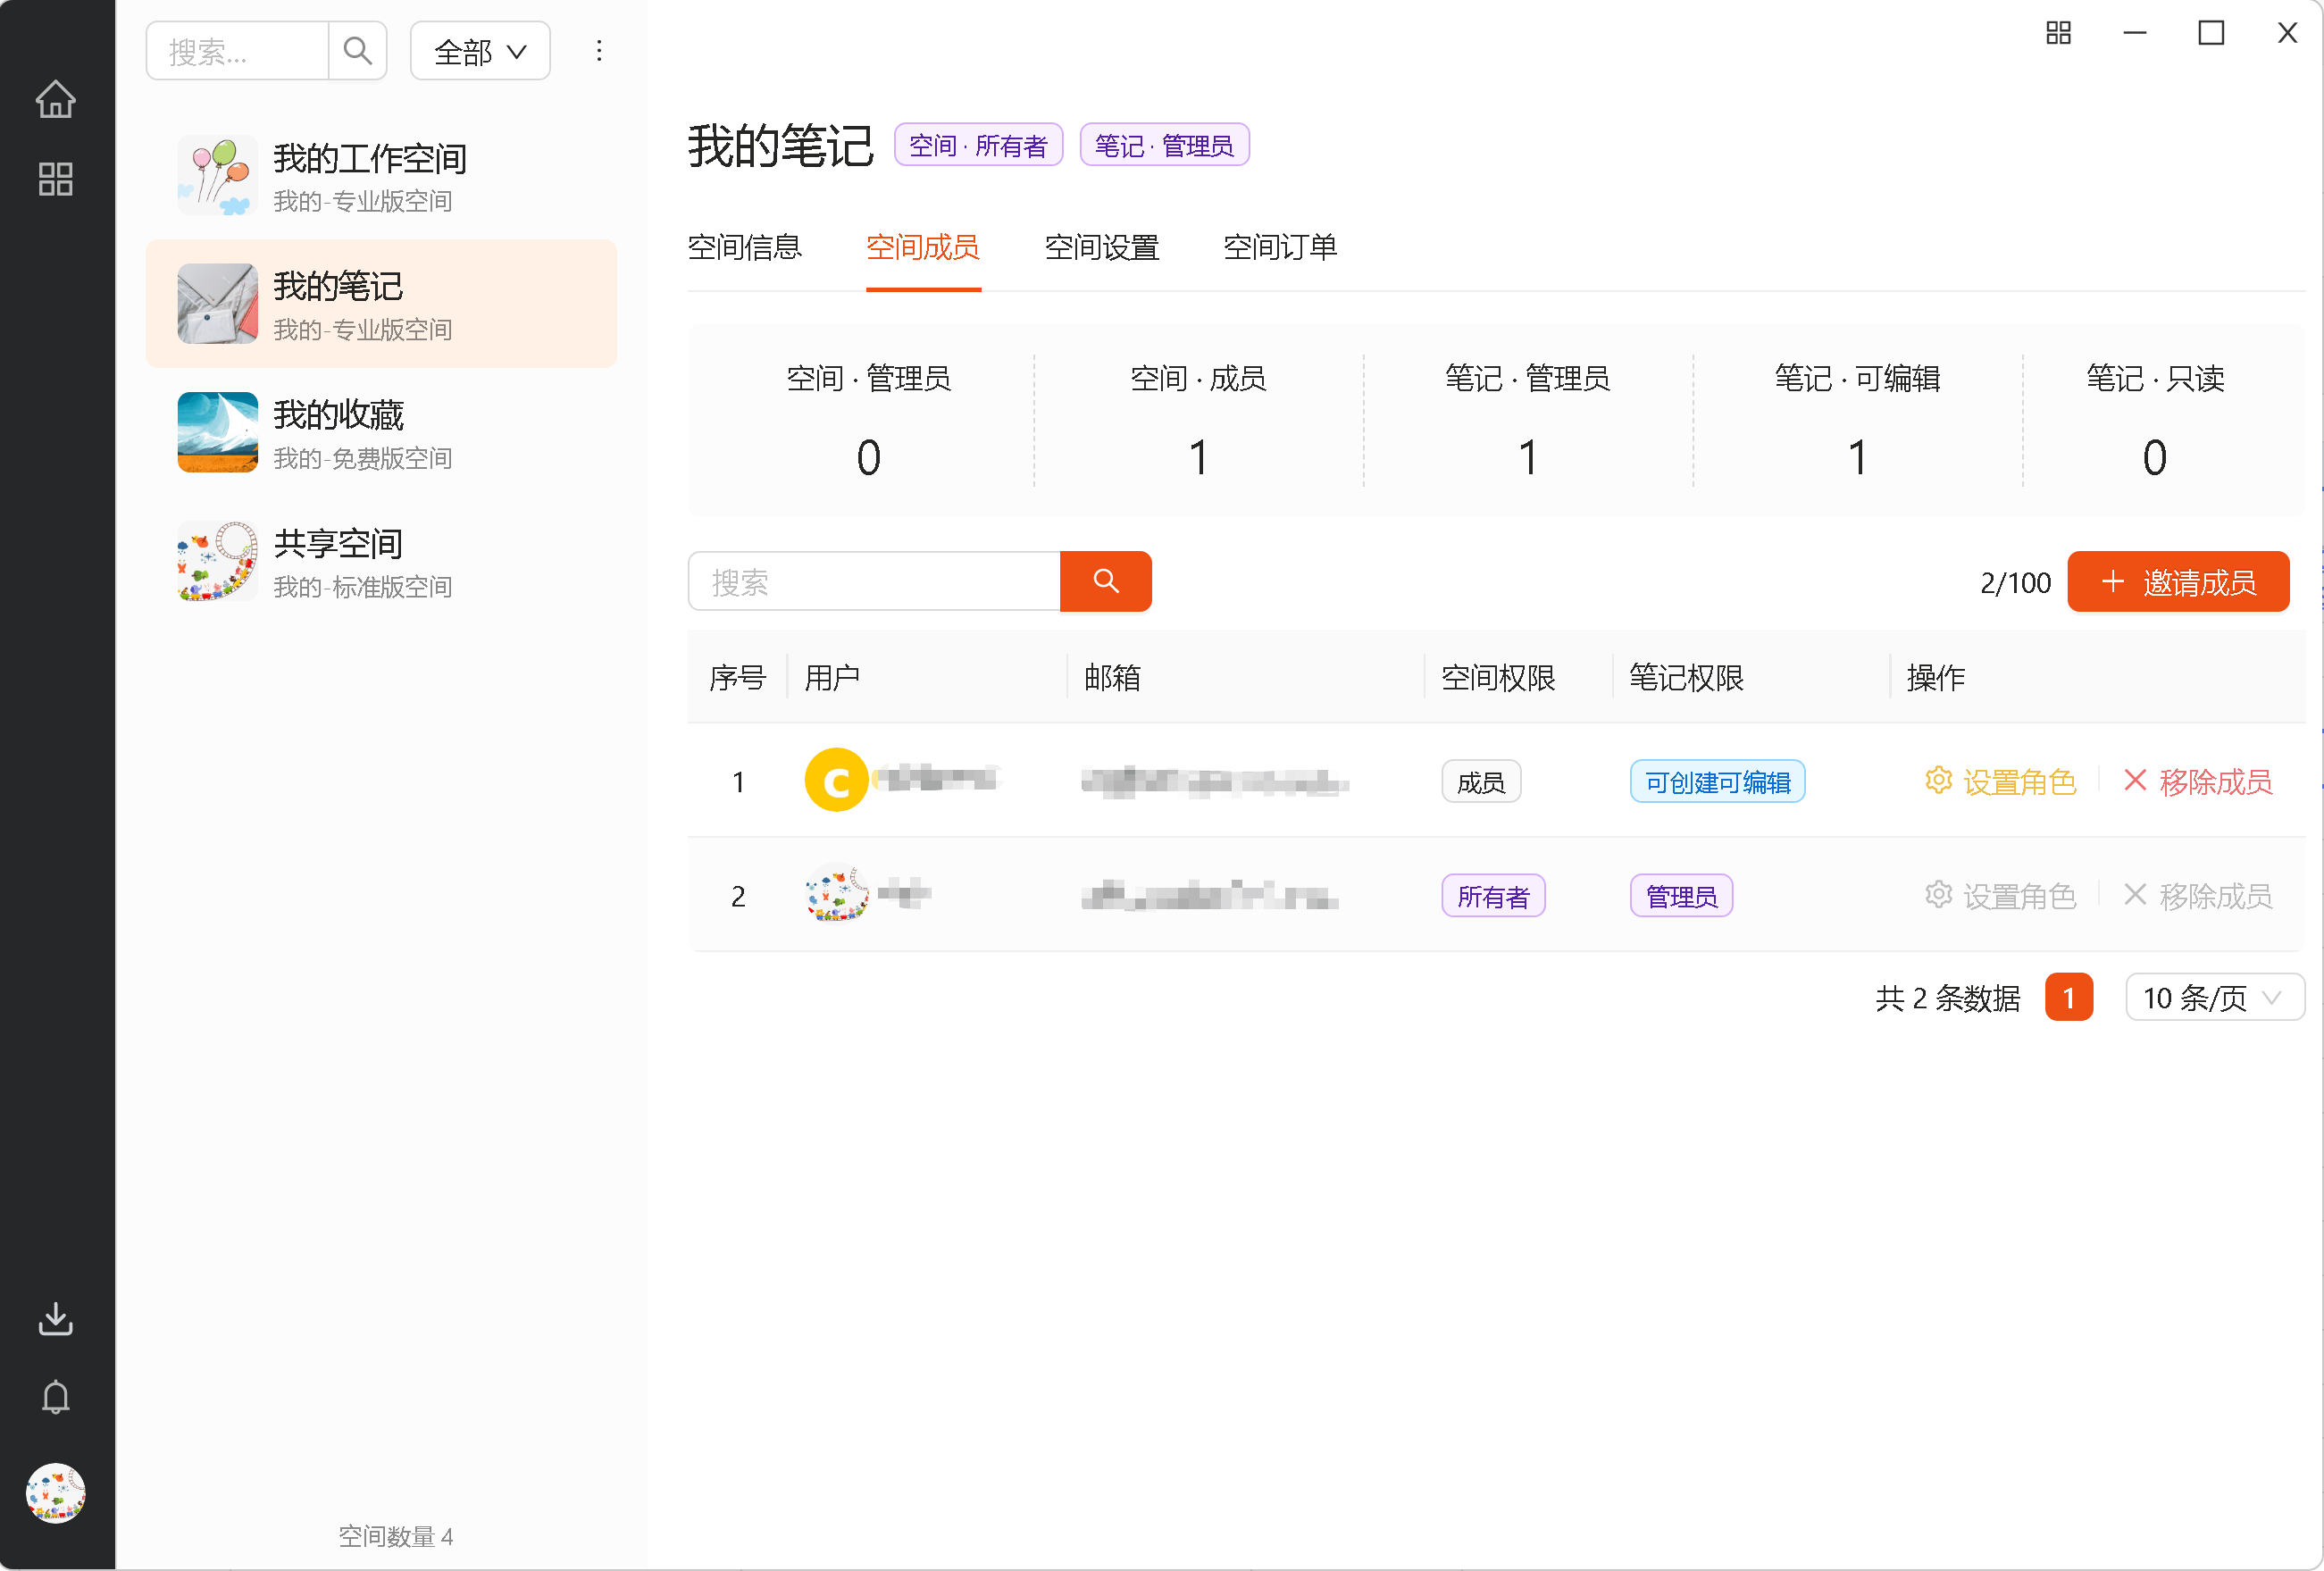 搜索...
全部
我的工作空间
我的-专业版空间
我的笔记
我的-专业版空间
我的收藏
我的-免费版空间
共享空间
我的-标准版空间
空间数量 4
我的笔记 空间 · 所有者 笔记 · 管理员
空间信息 空间成员 空间设置 空间订单
空间 · 管理员 空间 · 成员 笔记 · 管理员 笔记 · 可编辑 笔记 · 只读
0 1 1 1 0
搜索 2/100 邀请成员
序号 用户 邮箱 空间权限 笔记权限 操作
1 C 成员 可创建可编辑 设置角色 移除成员
2 所有者 管理员 设置角色 移除成员
共 2 条数据 1 10 条/页